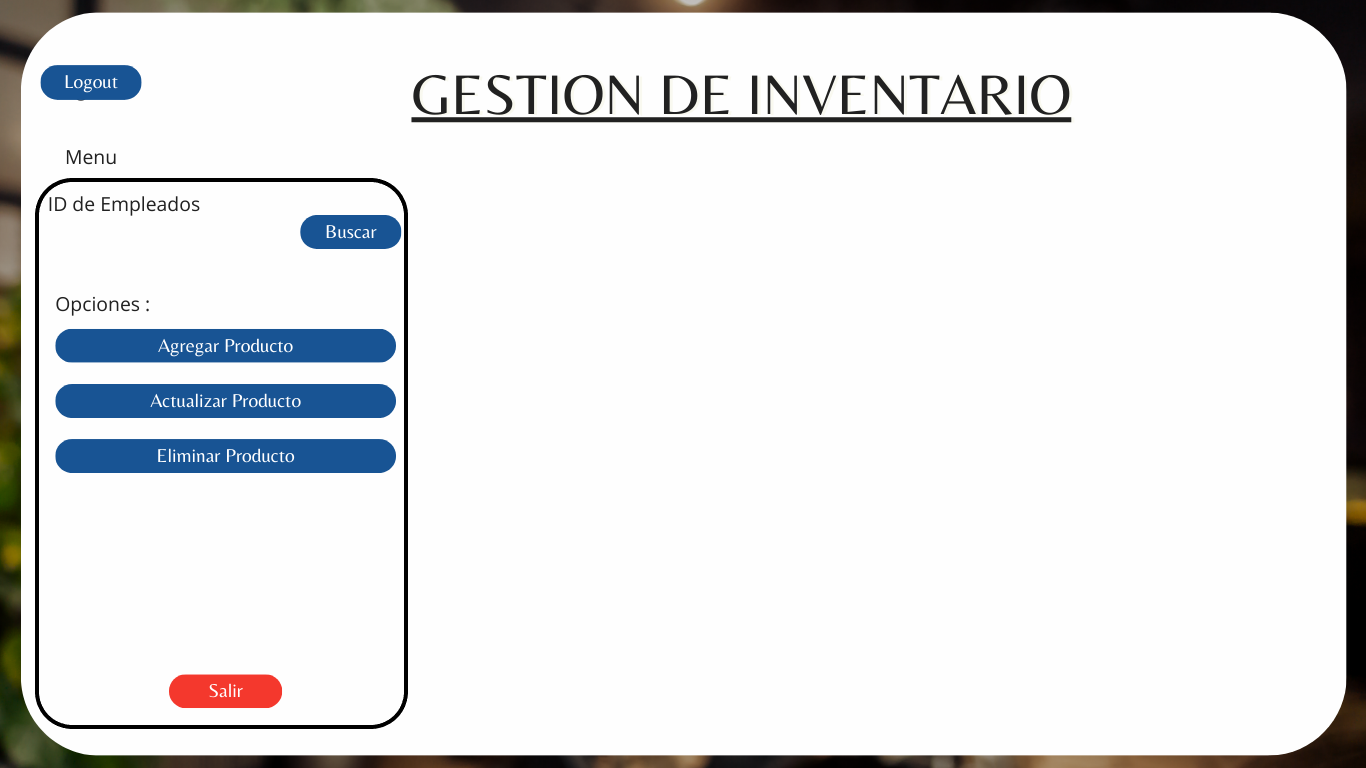 Logout
GESTION DE INVENTARIO
Menu
ID de Empleados
Buscar
Opciones :
Agregar Producto
Actualizar Producto
Eliminar Producto
Salir